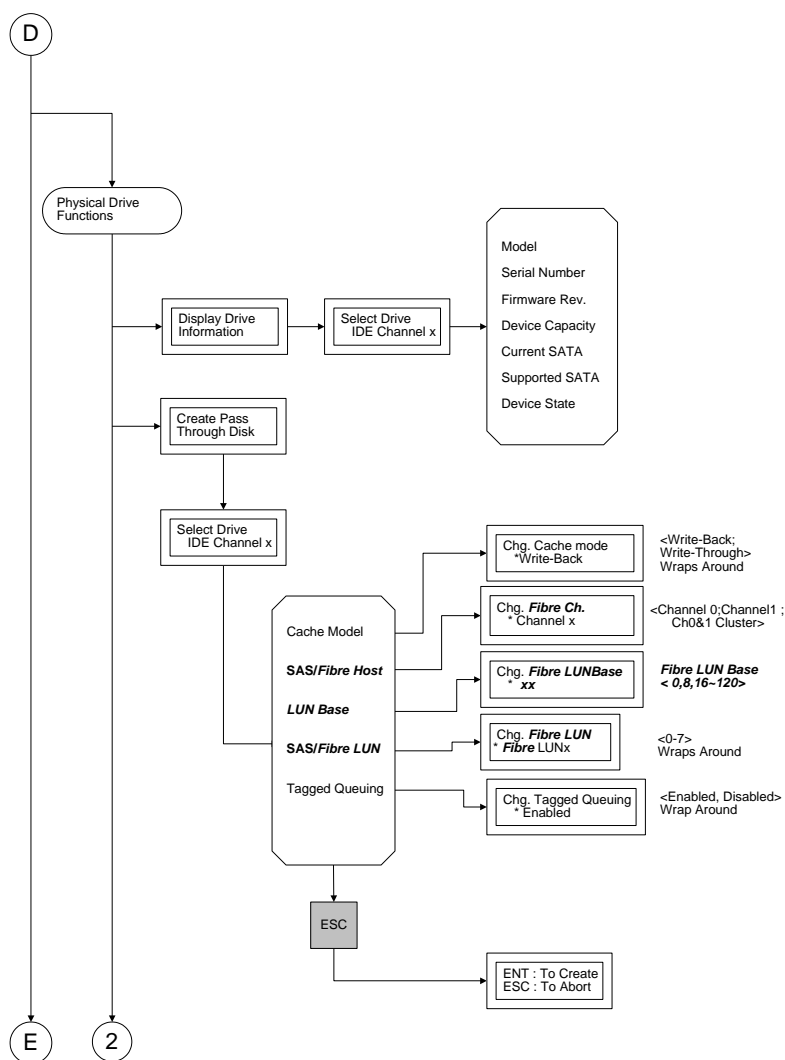 D
Physical Drive
Functions
Display Drive
Information
Select Drive
IDE Channel x
Model
Serial Number
Firmware Rev.
Device Capacity
Current SATA
Supported SATA
Device State
Create Pass
Through Disk
Select Drive
IDE Channel x
Cache Model
SAS/Fibre Host
LUN Base
SAS/Fibre LUN
Tagged Queuing
Chg. Cache mode
*Write-Back
<Write-Back;
Write-Through>
Wraps Around
Chg. Fibre Ch.
* Channel x
<Channel 0;Channel1 ;
Ch0&1 Cluster>
Chg. Fibre LUNBase
* xx
Fibre LUN Base
< 0,8,16~120>
Chg. Fibre LUN
* Fibre LUNx
<0-7>
Wraps Around
Chg. Tagged Queuing
* Enabled
<Enabled, Disabled>
Wrap Around
ESC
ENT : To Create
ESC : To Abort
E
2